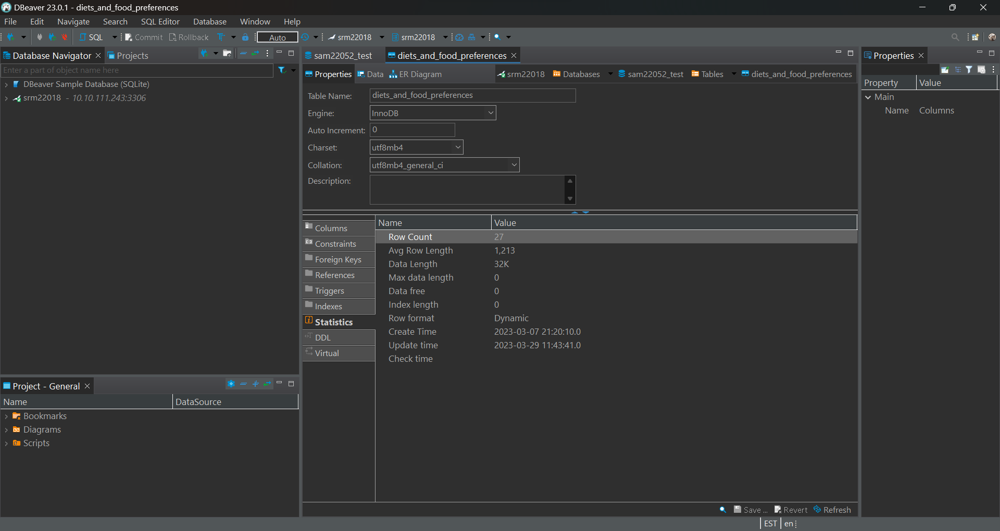 DBeaver 23.0.1 - diets_and_food_preferences
File Edit Navigate Search SQL Editor Database Window Help
SQL Commit Rollback Auto srm22018 srm22018
Database Navigator Projects
Enter a part of object name here
DBeaver Sample Database (SQLite)
srm22018 - 10.10.111.243:3306
sam22052_test diets_and_food_preferences
Properties Data ER Diagram srm22018 Databases sam22052_test Tables diets_and_food_preferences
Table Name: diets_and_food_preferences
Engine: InnoDB
Auto Increment: 0
Charset: utf8mb4
Collation: utf8mb4_general_ci
Description:
Columns
Constraints
Foreign Keys
References
Triggers
Indexes
Statistics
DDL
Virtual
Name Value
Row Count 27
Avg Row Length 1,213
Data Length 32K
Max data length 0
Data free 0
Index length 0
Row format Dynamic
Create Time 2023-03-07 21:20:10.0
Update time 2023-03-29 11:43:41.0
Check time
Save ... Revert Refresh
Properties
Property Value
Main
Name Columns
Project - General
Name DataSource
Bookmarks
Diagrams
Scripts
EST en